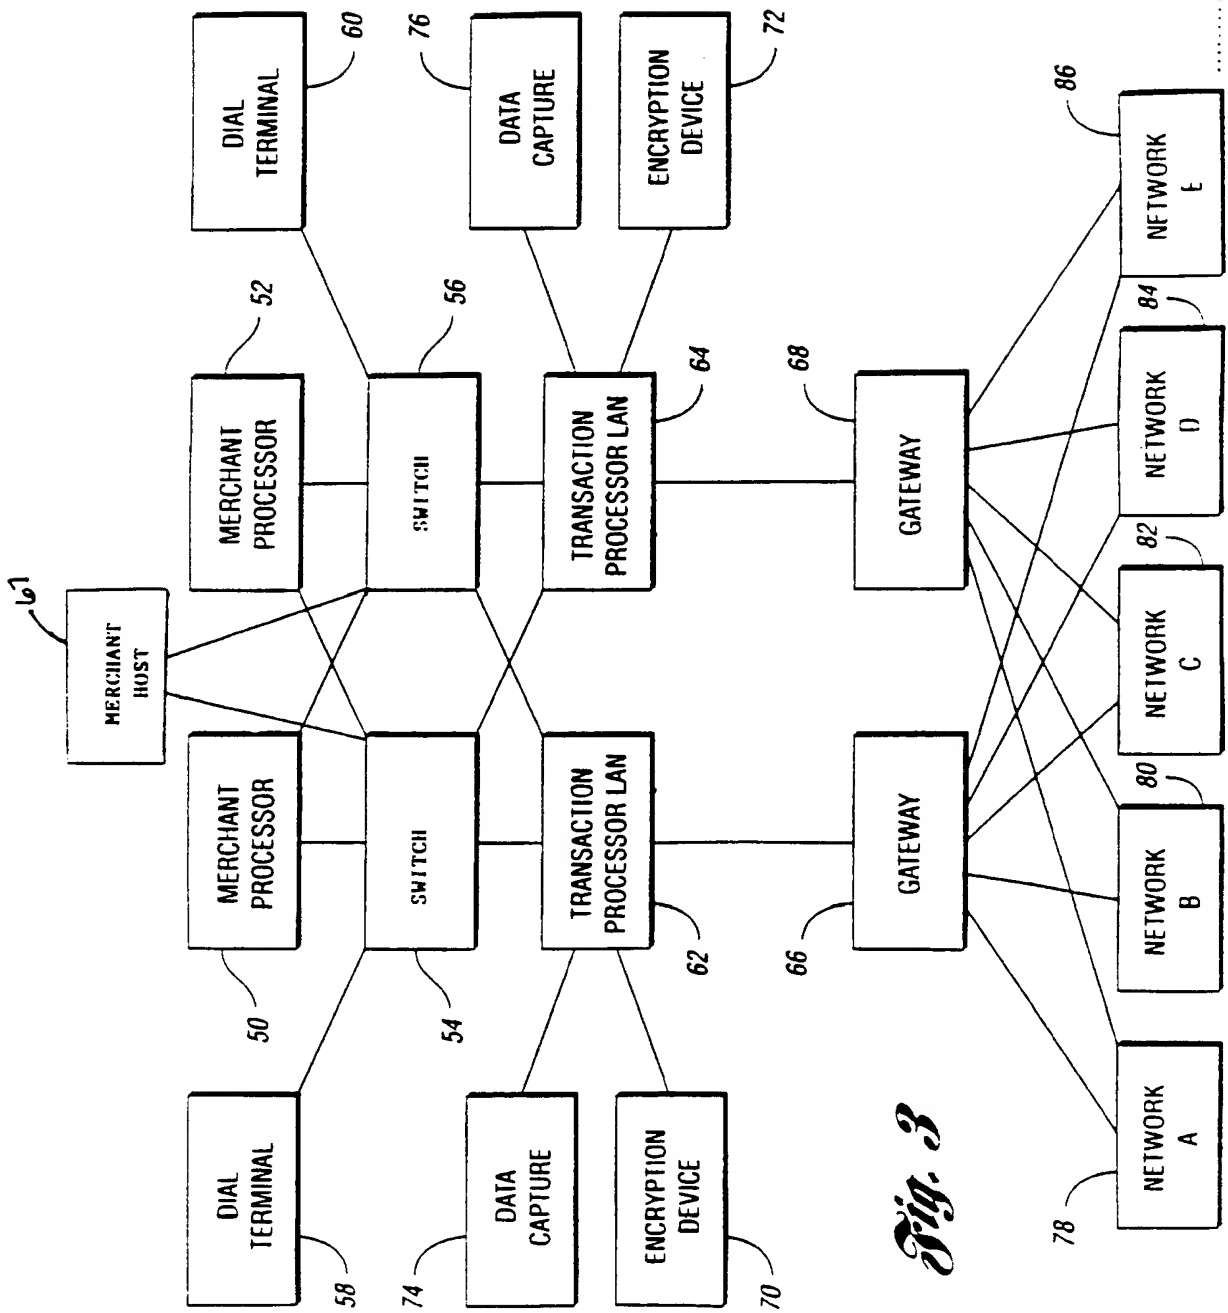 67
MERCHANT
HOST
DIAL
TERMINAL
58
MERCHANT
PROCESSOR
50
MERCHANT
PROCESSOR
52
DIAL
TERMINAL
60
SWITCH
54
SWITCH
56
DATA
CAPTURE
74
TRANSACTION
PROCESSOR LAN
62
TRANSACTION
PROCESSOR LAN
64
DATA
CAPTURE
76
ENCRYPTION
DEVICE
70
ENCRYPTION
DEVICE
72
GATEWAY
66
GATEWAY
68
Fig. 3
NETWORK
A
78
NETWORK
B
80
NETWORK
C
82
NETWORK
D
84
NETWORK
E
86